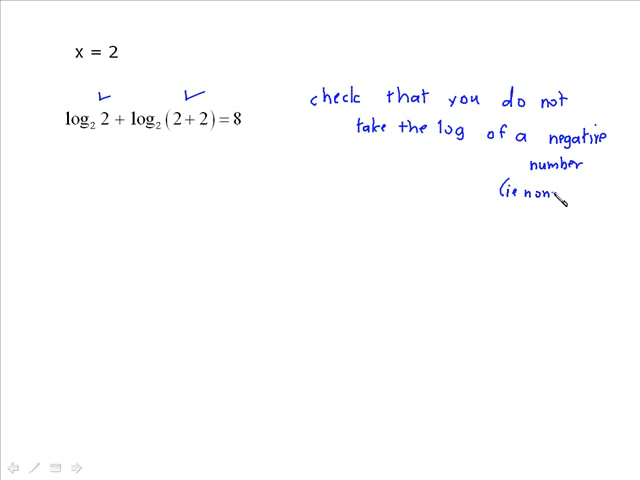 x = 2
log₂ 2 + log₂ (2 + 2) = 8
check that you do not
take the log of a negative
number
(ie non